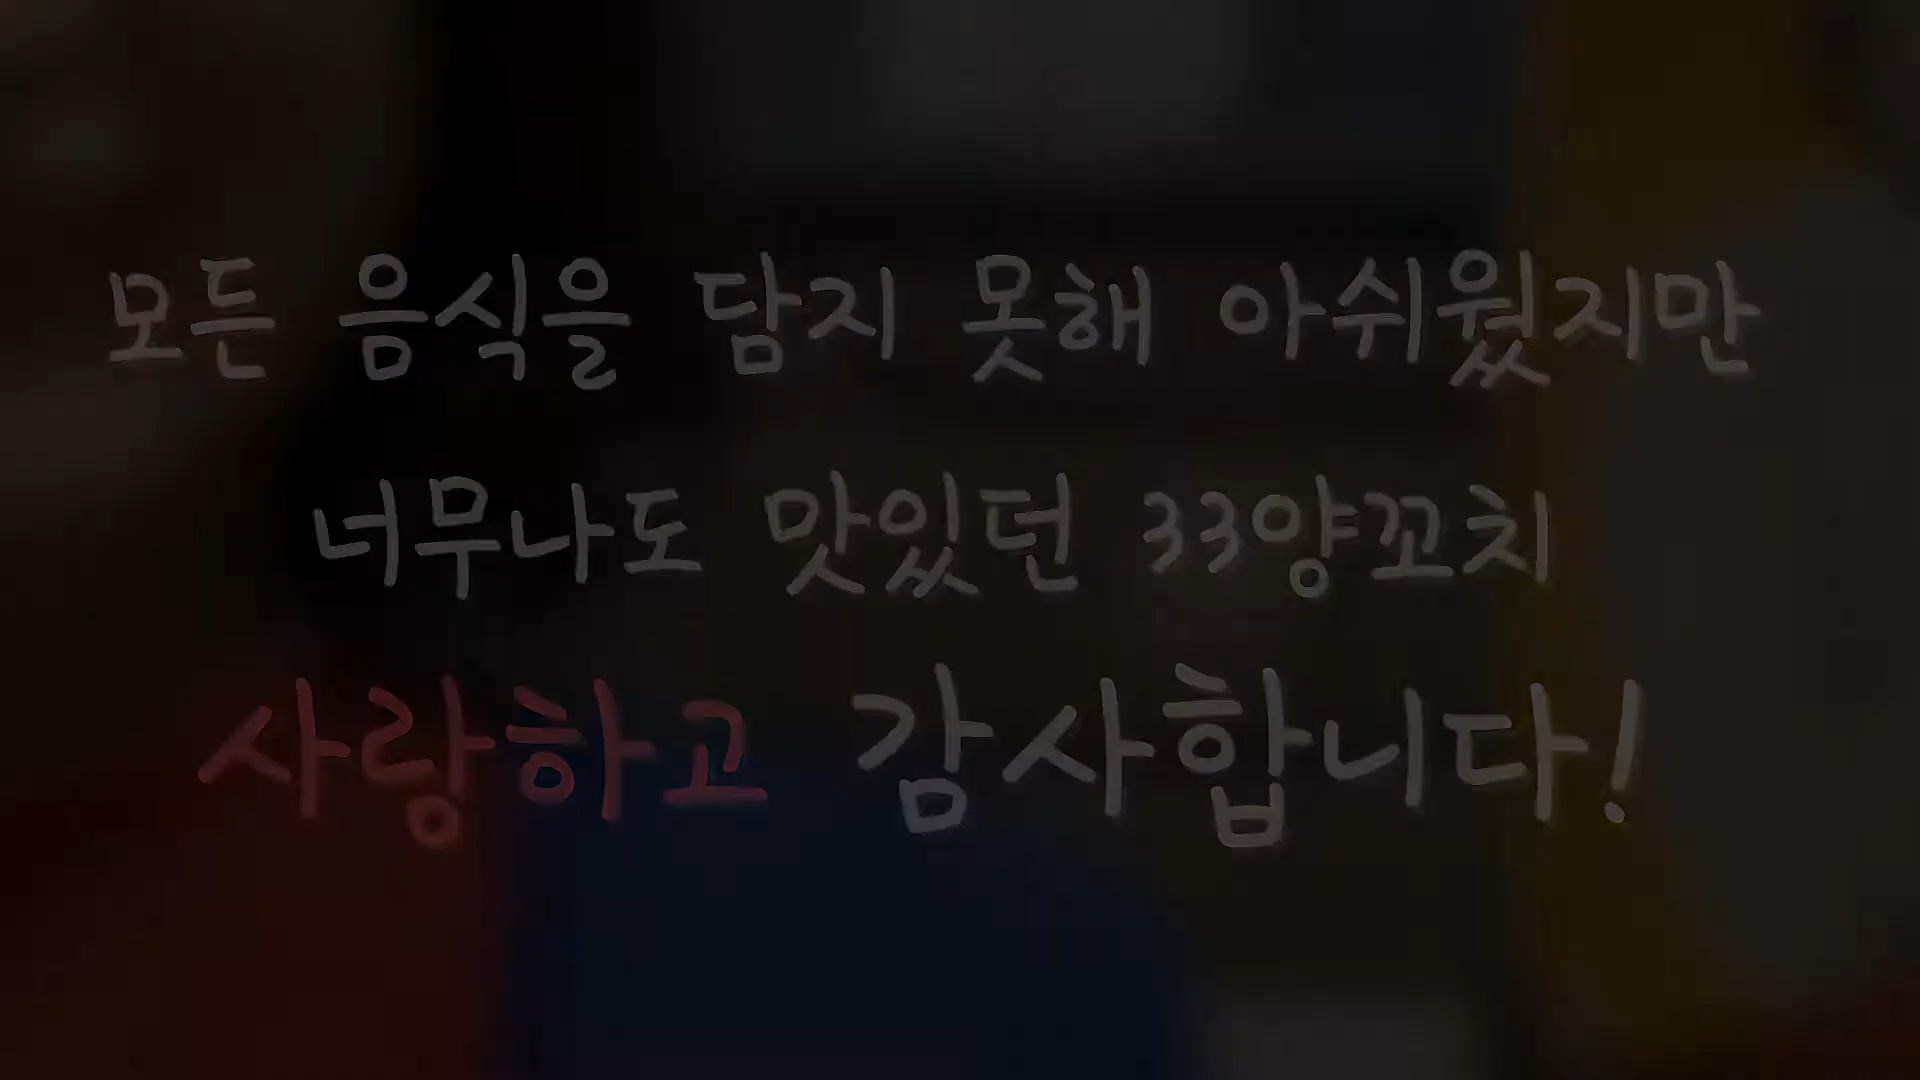 모든 음식을 담지 못해 아쉬웠지만
너무나도 맛있던 33양꼬치
사랑하고 감사합니다!